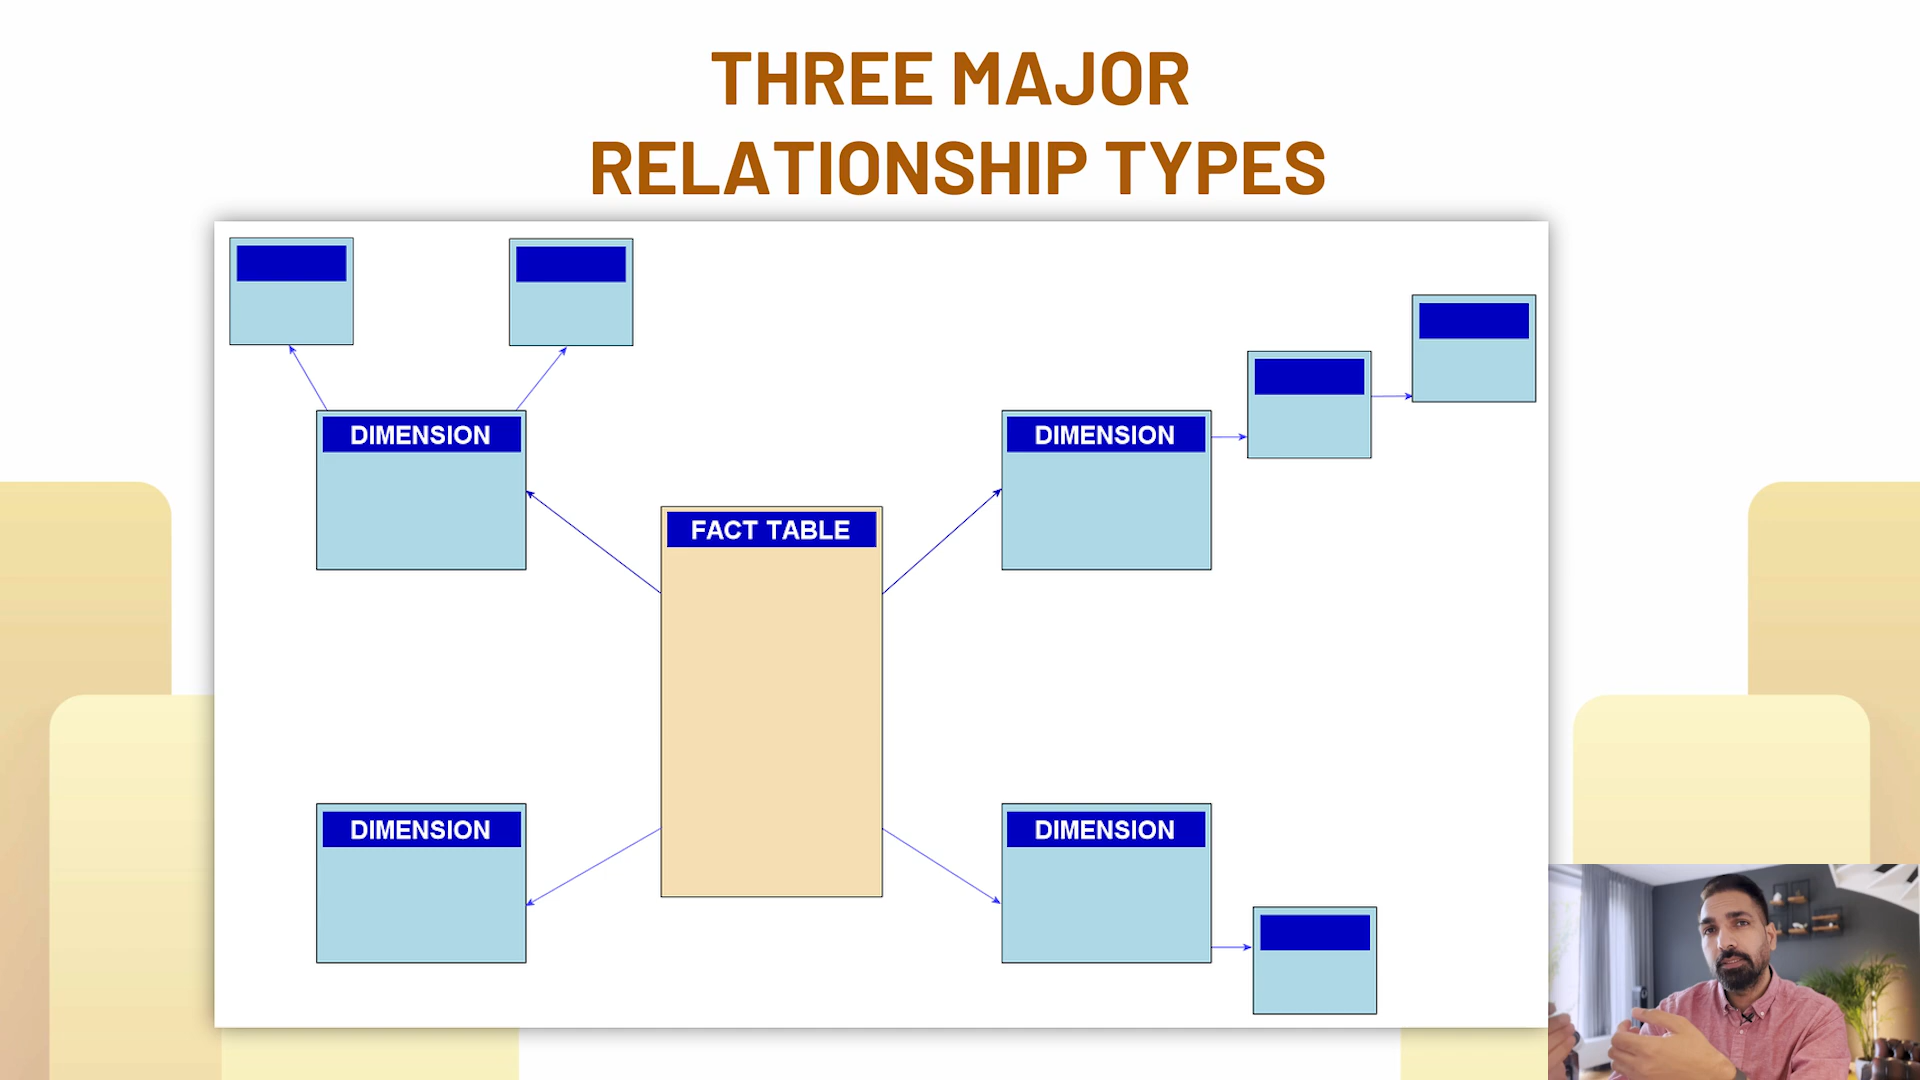 THREE MAJOR
RELATIONSHIP TYPES
DIMENSION
DIMENSION
FACT TABLE
DIMENSION
DIMENSION